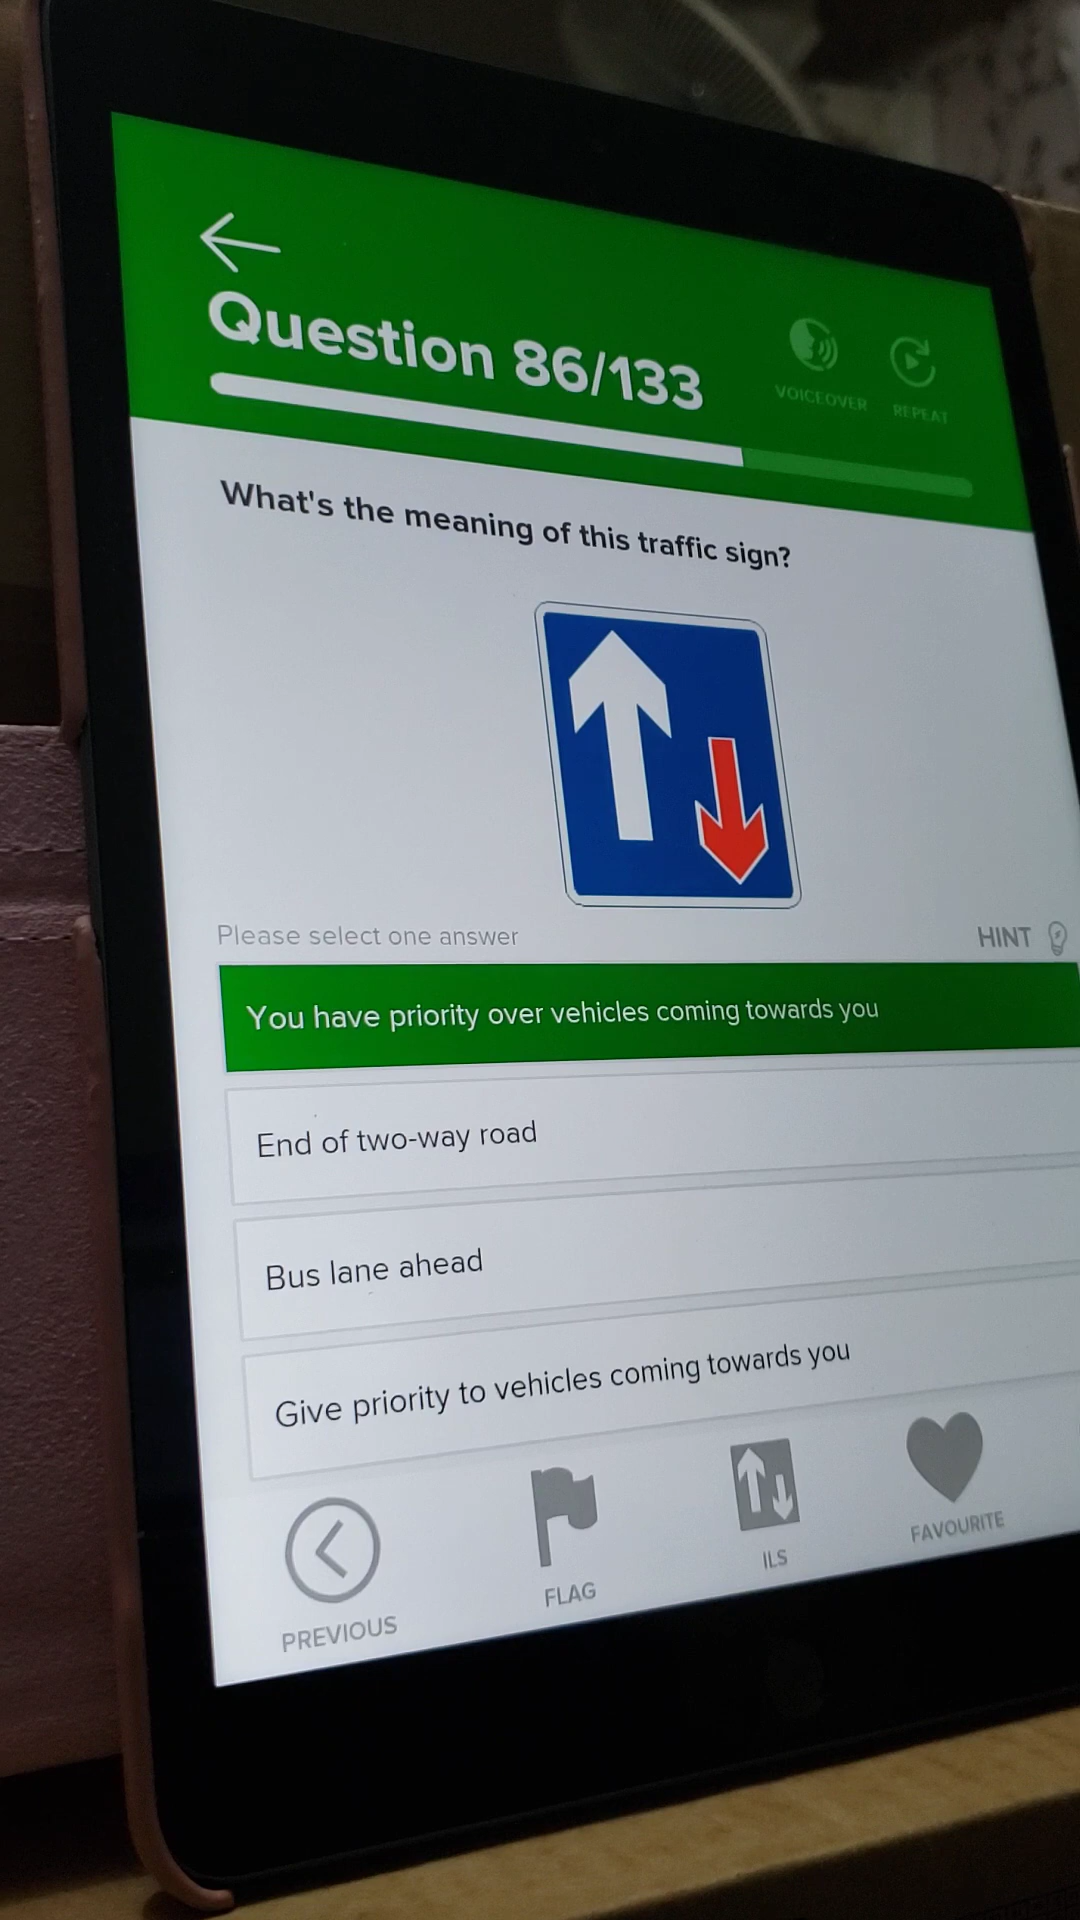 Question 86/133
VOICEOVER
REPEAT
What's the meaning of this traffic sign?
Please select one answer
HINT
You have priority over vehicles coming towards you
End of two-way road
Bus lane ahead
Give priority to vehicles coming towards you
PREVIOUS
FLAG
ILS
FAVOURITE